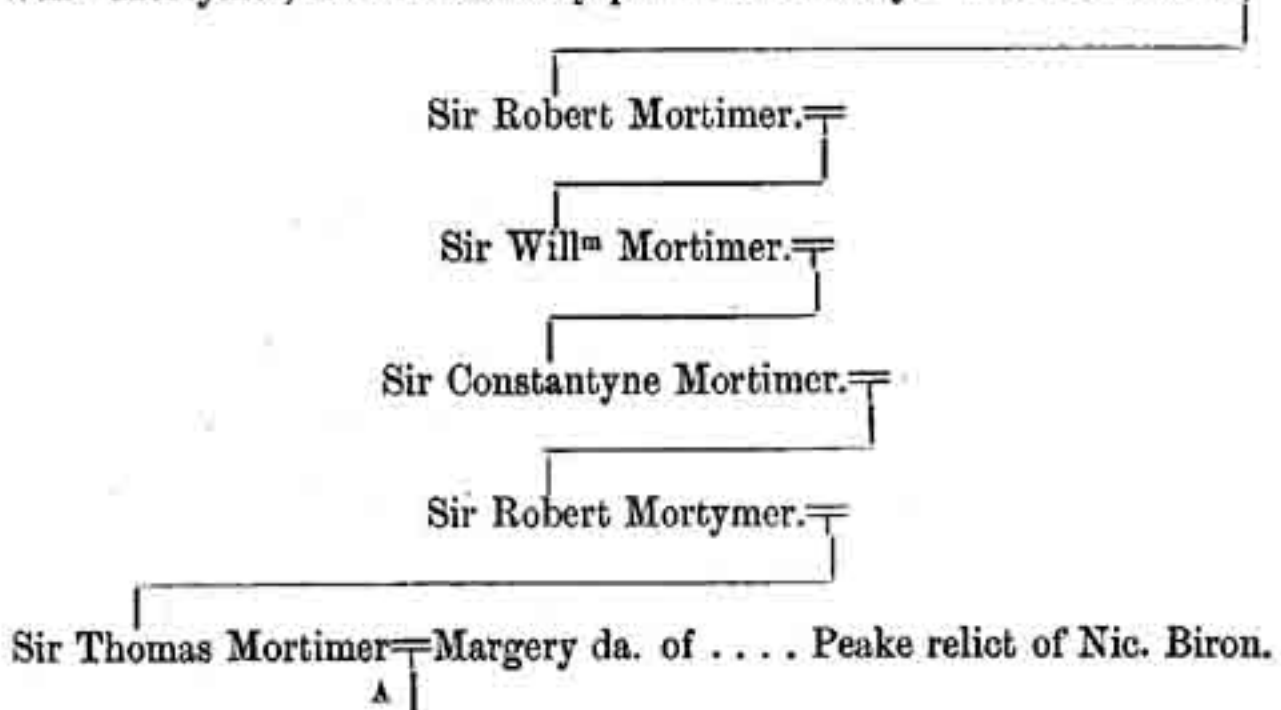 Sir Robert Mortimer.
Sir Willᵐ Mortimer.
Sir Constantyne Mortimer.
Sir Robert Mortymer.
Sir Thomas Mortimer=Margery da. of .... Peake relict of Nic. Biron.
A